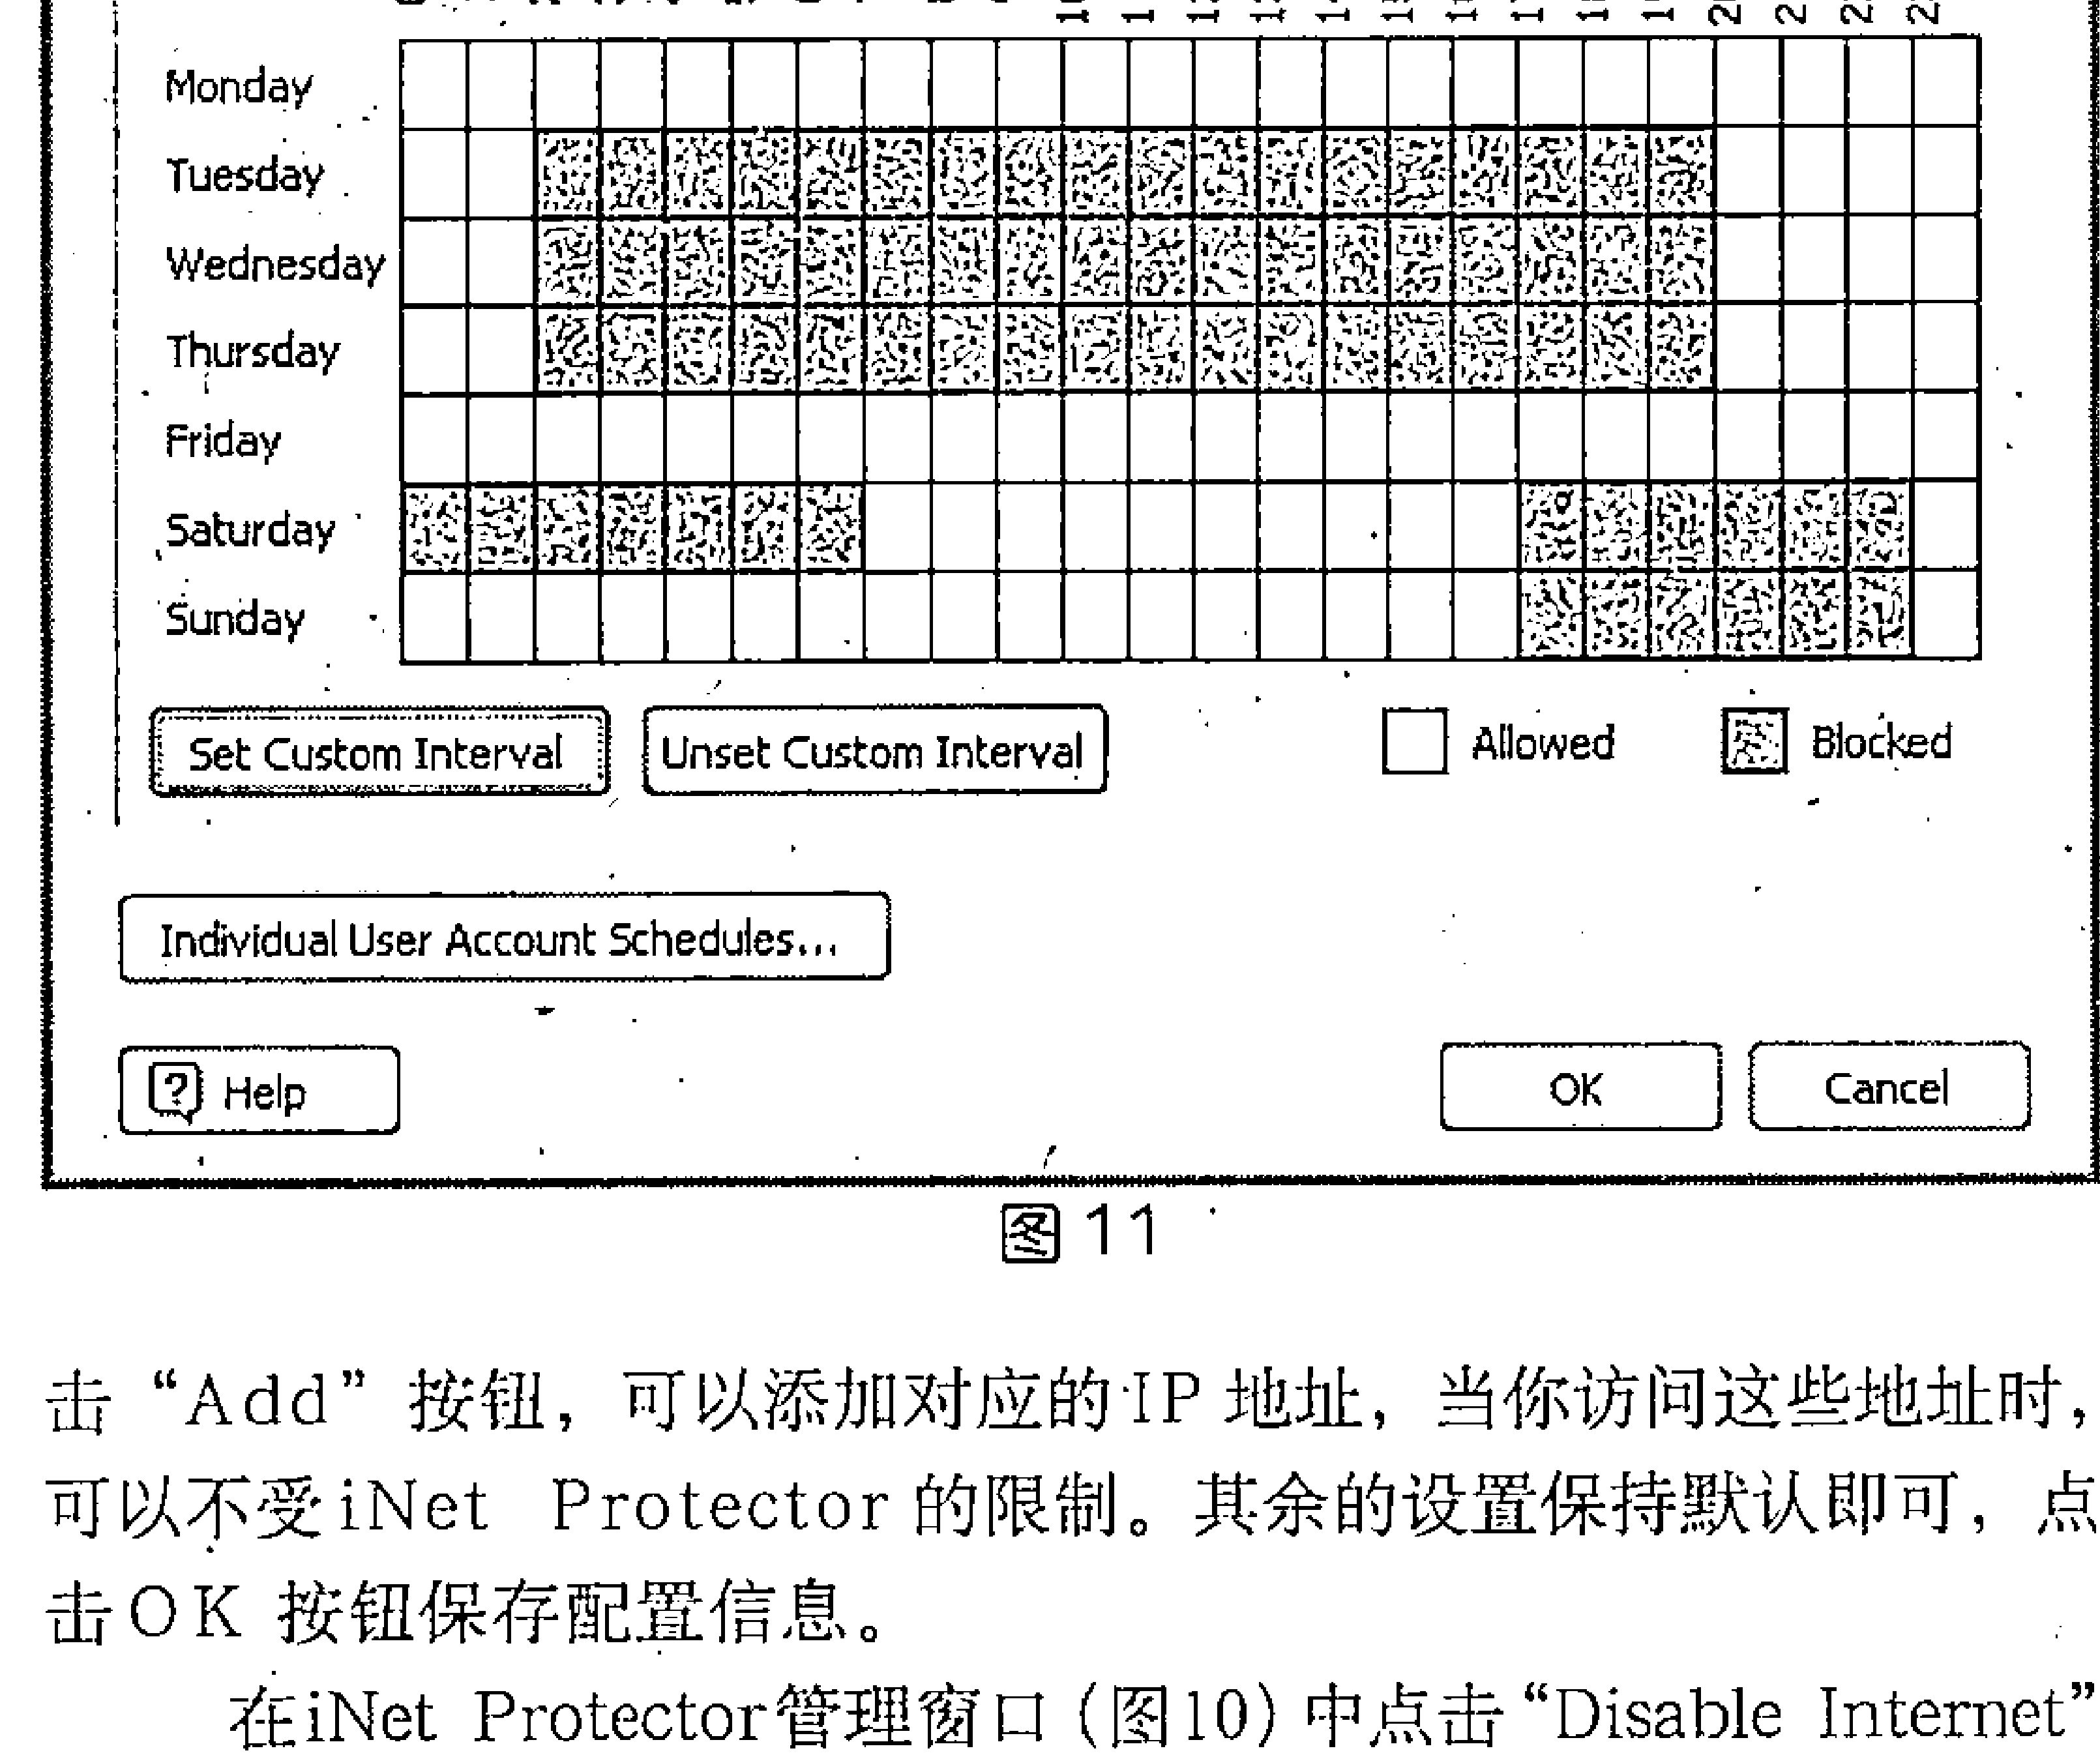 Monday
Tuesday
Wednesday
Thursday
Friday
Saturday
Sunday
Set Custom Interval Unset Custom Interval Allowed Blocked
Individual User Account Schedules...
Help OK Cancel
图11
击“Add”按钮，可以添加对应的IP 地址，当你访问这些地址时，
可以不受iNet Protector的限制。其余的设置保持默认即可，点
击OK 按钮保存配置信息。
在iNet Protector管理窗口(图10)中点击“Disable Internet”